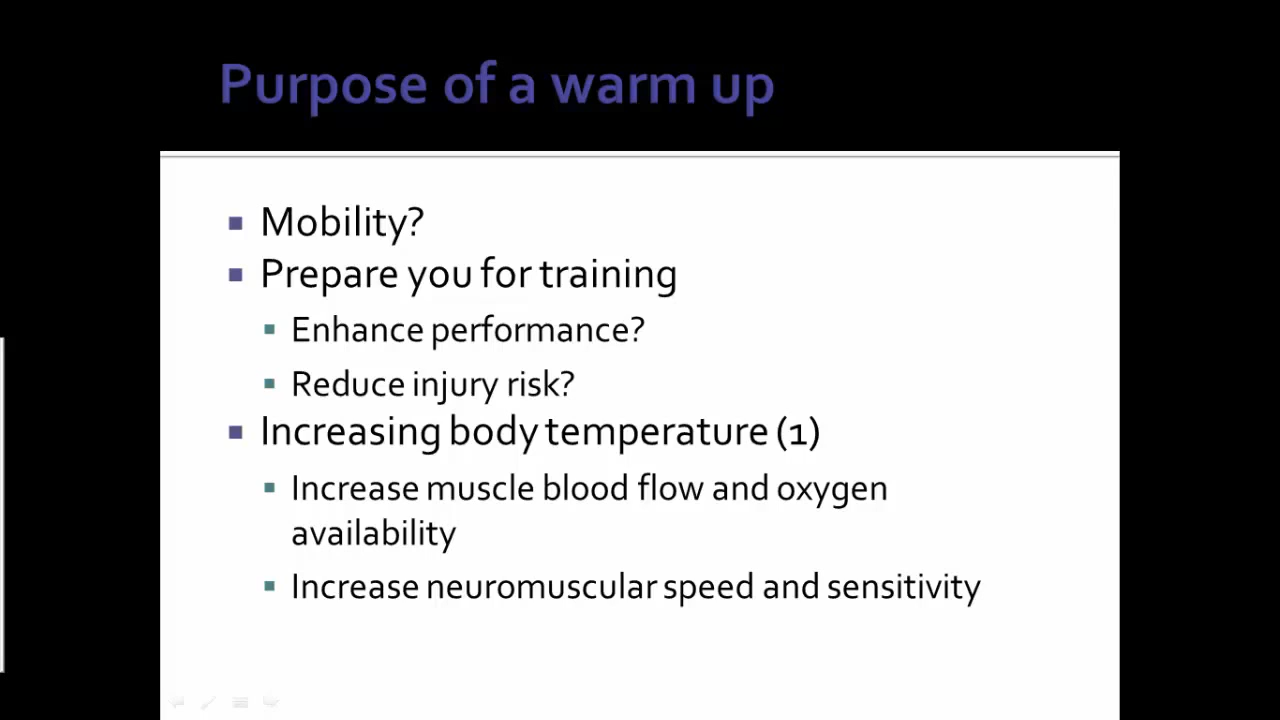 Purpose of a warm up
Mobility?
Prepare you for training
Enhance performance?
Reduce injury risk?
Increasing body temperature (1)
Increase muscle blood flow and oxygen
availability
Increase neuromuscular speed and sensitivity